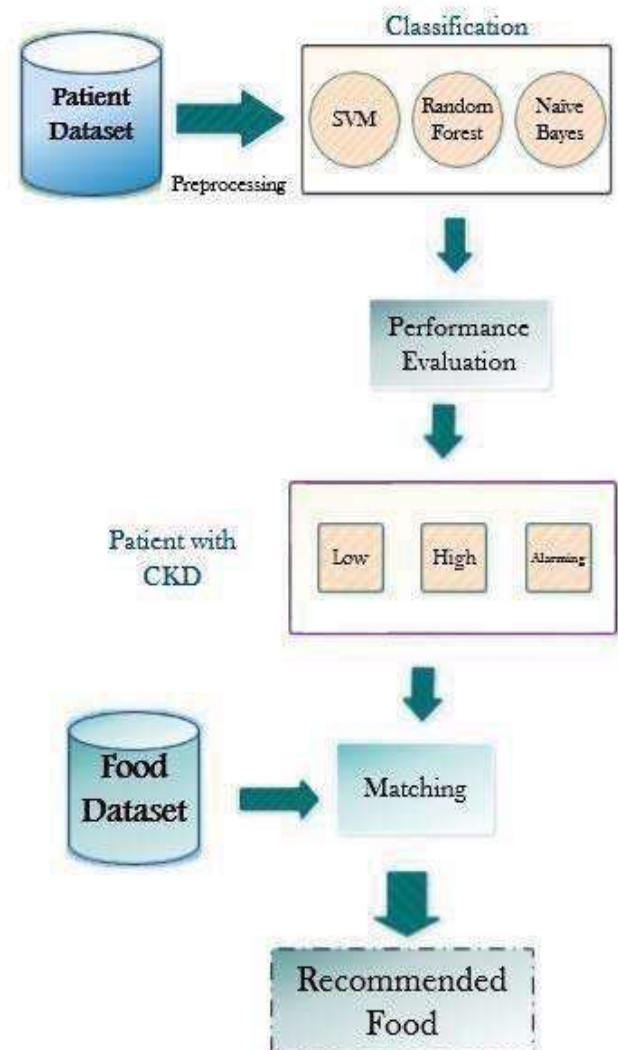 Classification
Patient
Dataset
Preprocessing
SVM
Random
Forest
Naïve
Bayes
Performance
Evaluation
Patient with
CKD
Low
High
Alarming
Food
Dataset
Matching
Recommended
Food